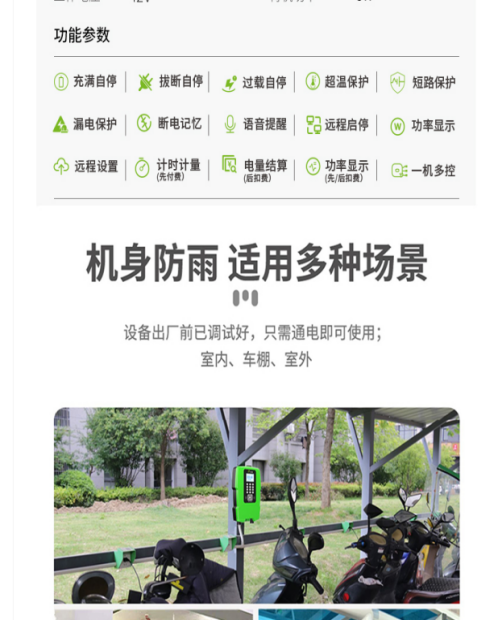 功能参数
充满自停 拔断自停 过载自停 超温保护 短路保护
漏电保护 断电记忆 语音提醒 远程启停 W 功率显示
远程设置 计时计量 电量结算 功率显示 一机多控
(先付费) (后扣费) (先/后扣费)
机身防雨 适用多种场景
设备出厂前已调试好，只需通电即可使用；
室内、车棚、室外